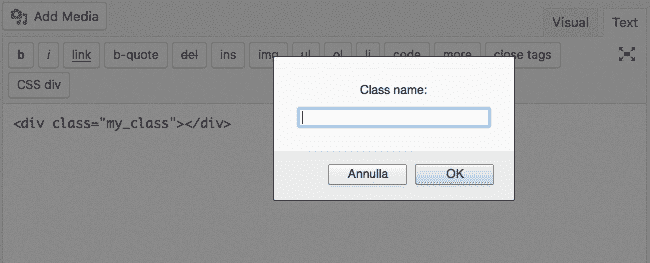 Add Media
Visual Text
b i link b-quote del ins img ul ol li code more close tags
CSS div
<div class="my_class"></div>
Class name:
Annulla OK